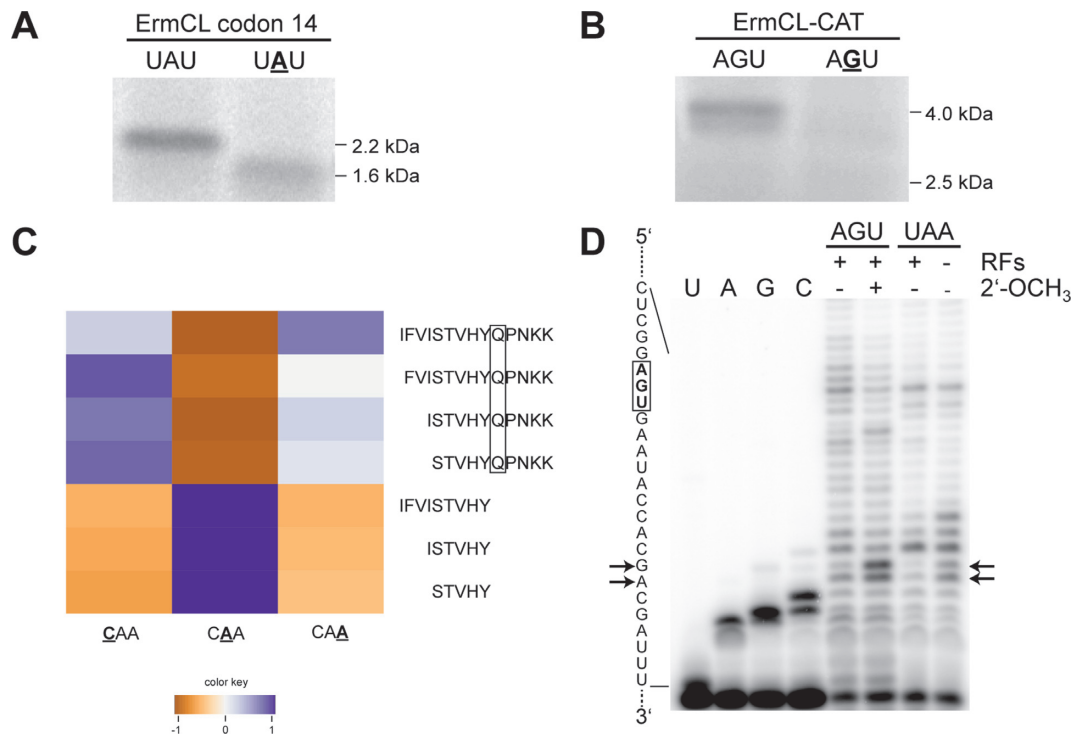 A
ErmCL codon 14
UAU UAU
2.2 kDa
1.6 kDa
B
ErmCL-CAT
AGU AGU
4.0 kDa
2.5 kDa
C
IFVISTVHYQPNKK
FVISTVHYQPNKK
ISTVHYQPNKK
STVHYQPNKK
IFVISTVHY
ISTVHY
STVHY
CAA CAA CAA
color key
-1 0 1
D
5‘
C
U
C
G
G
A
G
U
G
A
A
U
A
C
C
A
C
G
A
C
G
A
U
U
U
3‘
AGU UAA
+ + + - RFs
U A G C - + - - 2‘-OCH3